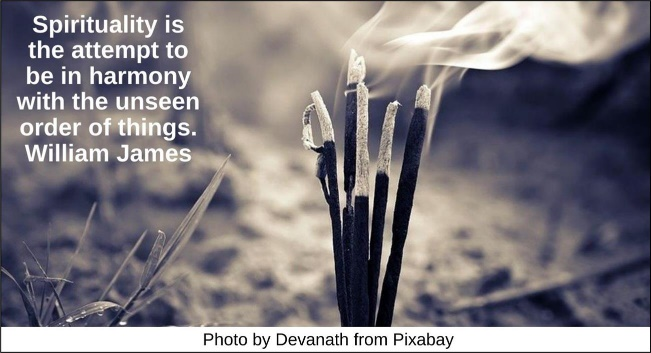 Spirituality is
the attempt to
be in harmony
with the unseen
order of things.
William James
Photo by Devanath from Pixabay